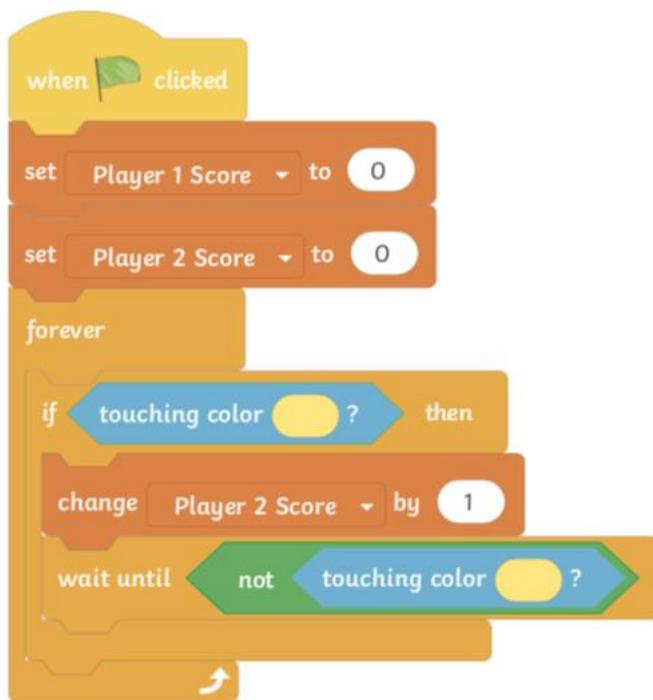 when clicked
set Player 1 Score to 0
set Player 2 Score to 0
forever
if touching color ? then
change Player 2 Score by 1
wait until not touching color ?